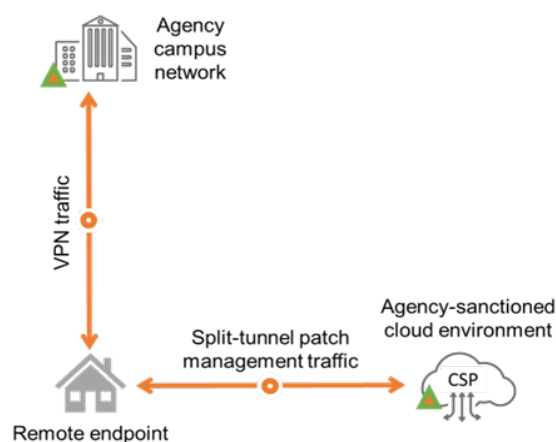 Agency
campus
network
VPN traffic
Agency-sanctioned
cloud environment
Split-tunnel patch
management traffic
CSP
Remote endpoint